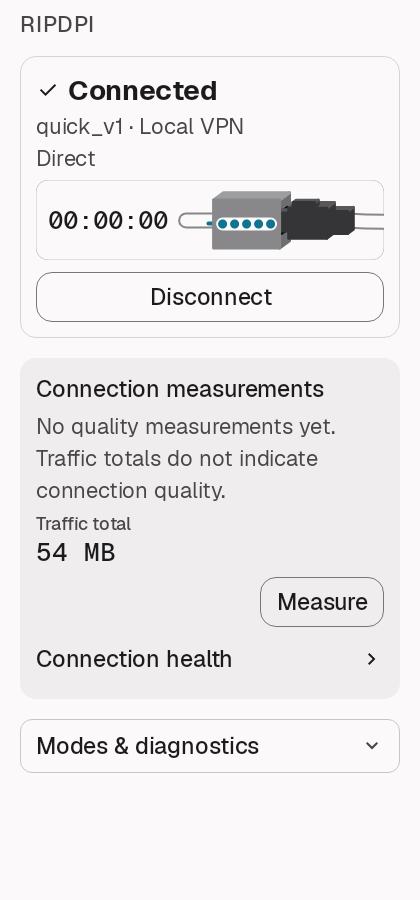 RIPDPI
Connected
quick_v1 · Local VPN
Direct
00:00:00
Disconnect
Connection measurements
No quality measurements yet.
Traffic totals do not indicate
connection quality.
Traffic total
54 MB
Measure
Connection health
Modes & diagnostics